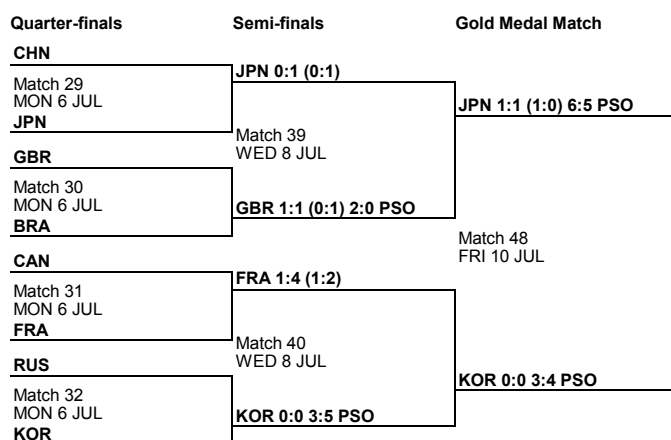 Quarter-finals
Semi-finals
Gold Medal Match
CHN
JPN 0:1 (0:1)
Match 29
MON 6 JUL
JPN 1:1 (1:0) 6:5 PSO
JPN
Match 39
WED 8 JUL
GBR
Match 30
MON 6 JUL
GBR 1:1 (0:1) 2:0 PSO
BRA
Match 48
FRI 10 JUL
CAN
FRA 1:4 (1:2)
Match 31
MON 6 JUL
FRA
Match 40
WED 8 JUL
RUS
KOR 0:0 3:4 PSO
Match 32
MON 6 JUL
KOR 0:0 3:5 PSO
KOR